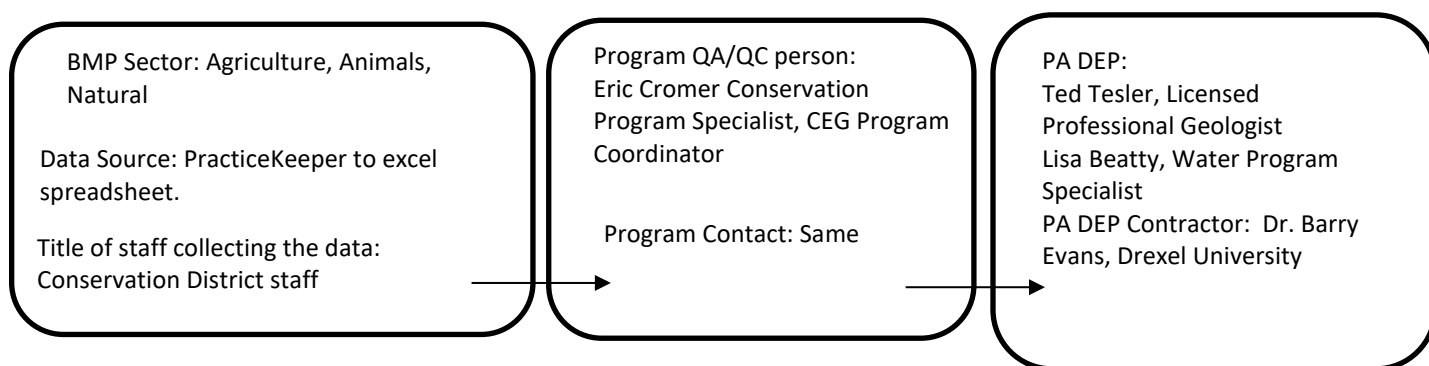 BMP Sector: Agriculture, Animals,
Natural
Data Source: PracticeKeeper to excel
spreadsheet.
Title of staff collecting the data:
Conservation District staff
Program QA/QC person:
Eric Cromer Conservation
Program Specialist, CEG Program
Coordinator
Program Contact: Same
PA DEP:
Ted Tesler, Licensed
Professional Geologist
Lisa Beatty, Water Program
Specialist
PA DEP Contractor:  Dr. Barry
Evans, Drexel University